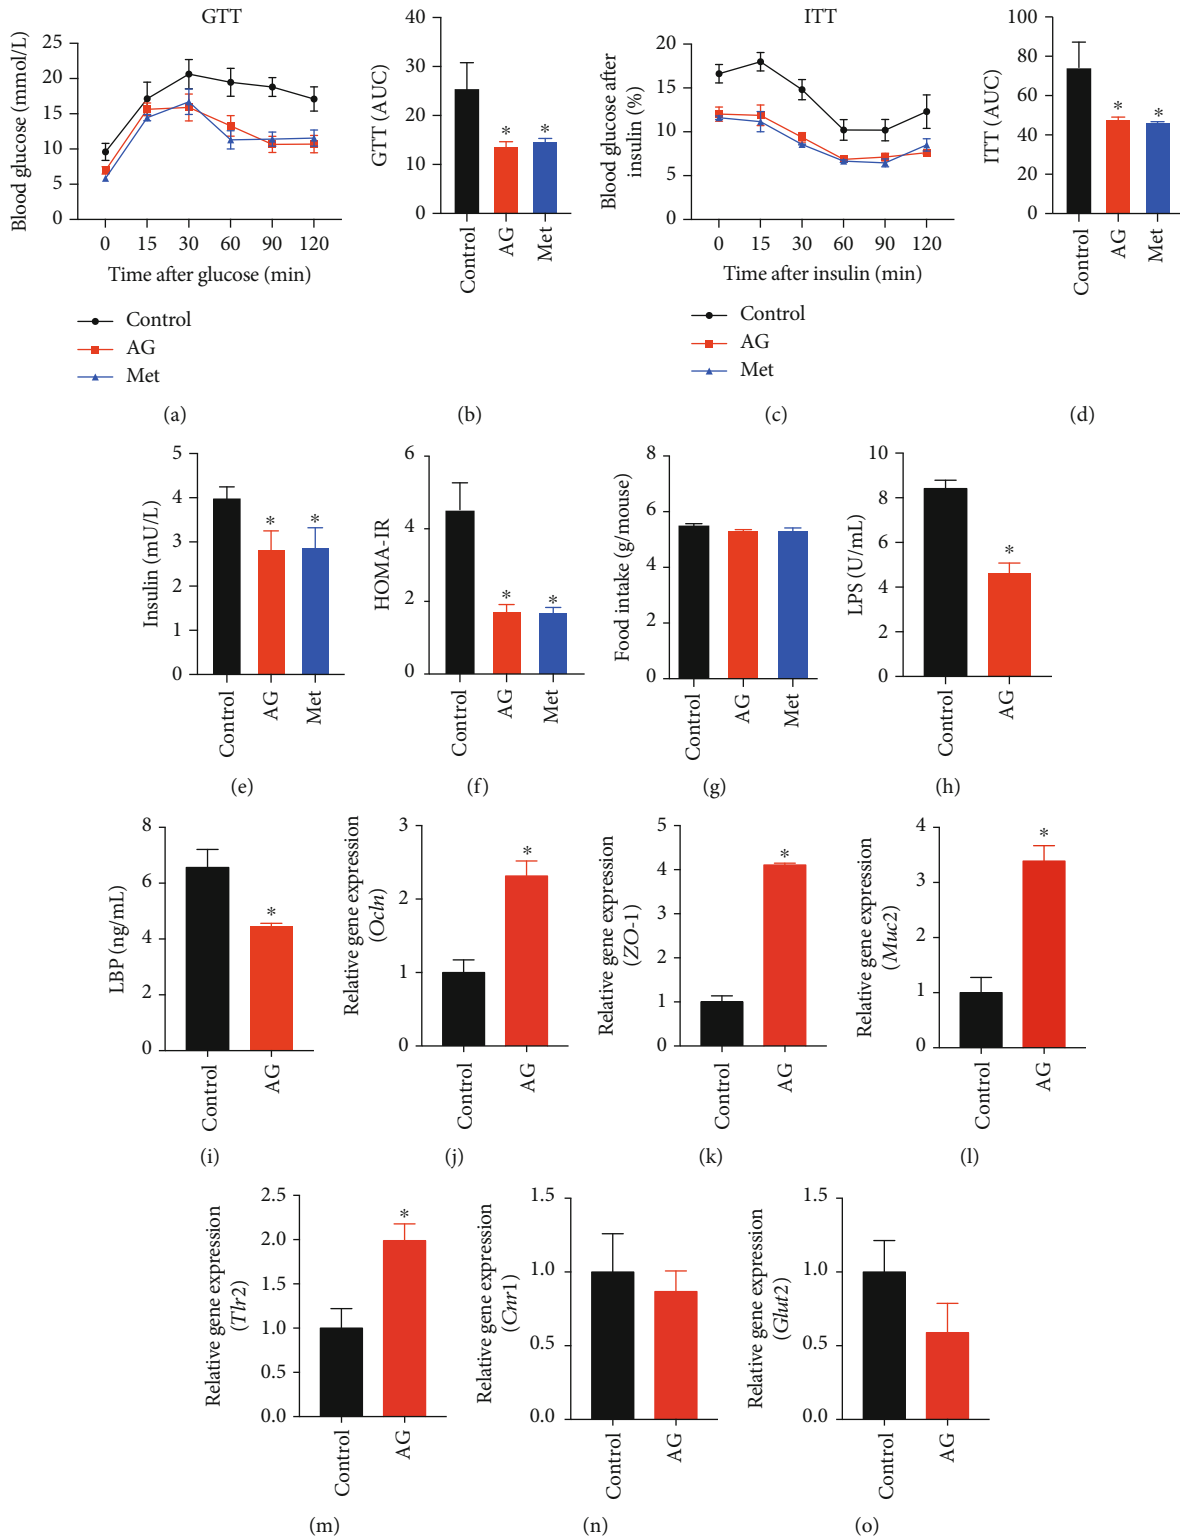 GTT
Blood glucose (mmol/L)
25
20
15
10
5
0
0 15 30 60 90 120
Time after glucose (min)
Control
AG
Met
(a)
GTT (AUC)
40
30
20
10
0
Control
AG
*
Met
*
(b)
ITT
Blood glucose after
insulin (%)
20
15
10
5
0
0 15 30 60 90 120
Time after insulin (min)
Control
AG
Met
(c)
ITT (AUC)
100
80
60
40
20
0
Control
AG
*
Met
*
(d)
Insulin (mU/L)
5
4
3
2
1
0
* *
Control
AG
Met
(e)
HOMA-IR
6
4
2
0
* *
Control
AG
Met
(f)
Food intake (g/mouse)
8
6
4
2
0
Control
AG
Met
(g)
LPS (U/mL)
10
8
6
4
2
0
*
Control
AG
(h)
LBP (ng/mL)
8
6
4
2
0
*
Control
AG
(i)
Relative gene expression
(Ocln)
3
2
1
0
*
Control
AG
(j)
Relative gene expression
(ZO-1)
5
4
3
2
1
0
*
Control
AG
(k)
Relative gene expression
(Muc2)
4
3
2
1
0
*
Control
AG
(l)
Relative gene expression
(Tlr2)
2.5
2.0
1.5
1.0
0.5
0.0
*
Control
AG
(m)
Relative gene expression
(Cnr1)
1.5
1.0
0.5
0.0
Control
AG
(n)
Relative gene expression
(Glut2)
1.5
1.0
0.5
0.0
Control
AG
(o)